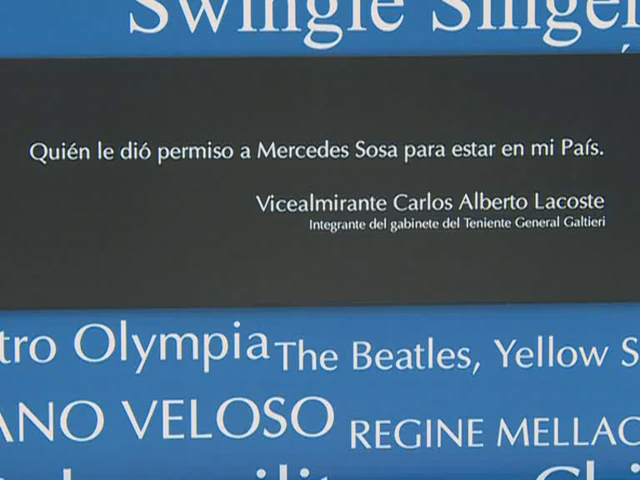 Swingle Singer
Quién le dió permiso a Mercedes Sosa para estar en mi País.
Vicealmirante Carlos Alberto Lacoste
Integrante del gabinete del Teniente General Galtieri
tro Olympia
The Beatles, Yellow S
ANO VELOSO
REGINE MELLAC